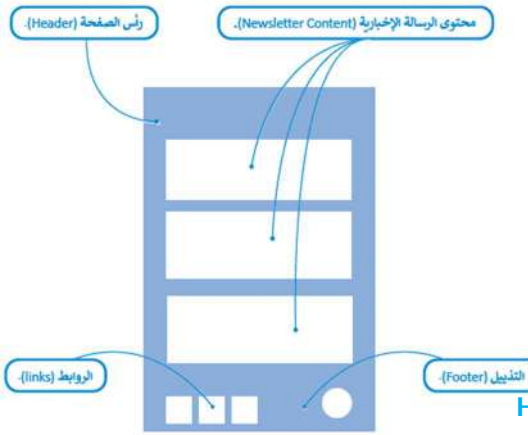 رأس الصفحة (Header).
محتوى الرسالة الإخبارية (Newsletter Content).
الروابط (links).
التذييل (Footer).
H